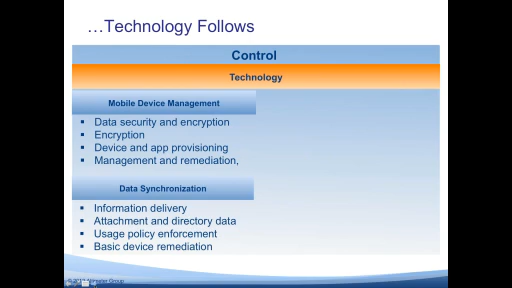 …Technology Follows
Control
Technology
Mobile Device Management
▪ Data security and encryption
▪ Encryption
▪ Device and app provisioning
▪ Management and remediation,
Data Synchronization
▪ Information delivery
▪ Attachment and directory data
▪ Usage policy enforcement
▪ Basic device remediation
Group